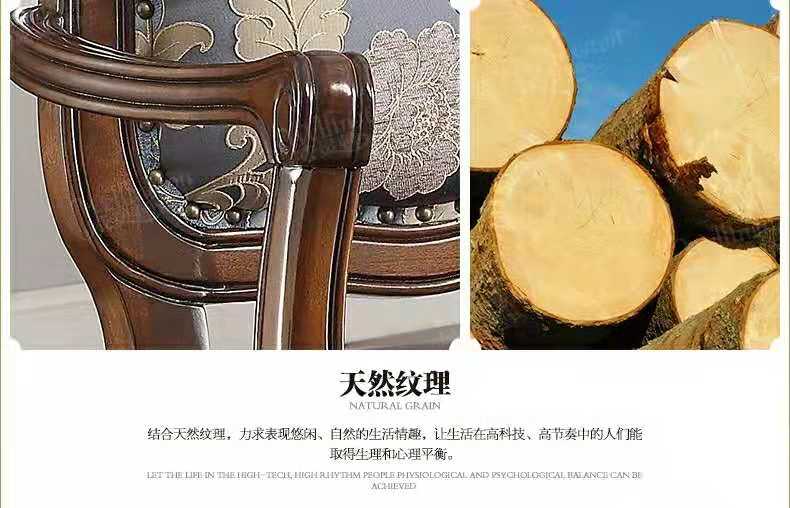 天然纹理
NATURAL GRAIN
结合天然纹理，力求表现悠闲、自然的生活情趣，让生活在高科技、高节奏中的人们能
取得生理和心理平衡。
LET THE LIFE IN THE HIGH-TECH, HIGH RHYTHM PEOPLE PHYSIOLOGICAL AND PSYCHOLOGICAL BALANCE CAN BE
ACHIEVED